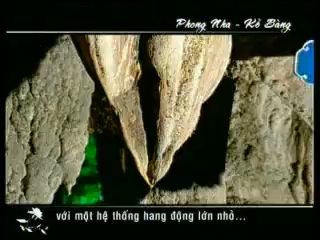 Phong Nha - Kẻ Bàng
với một hệ thống hang động lớn nhỏ...